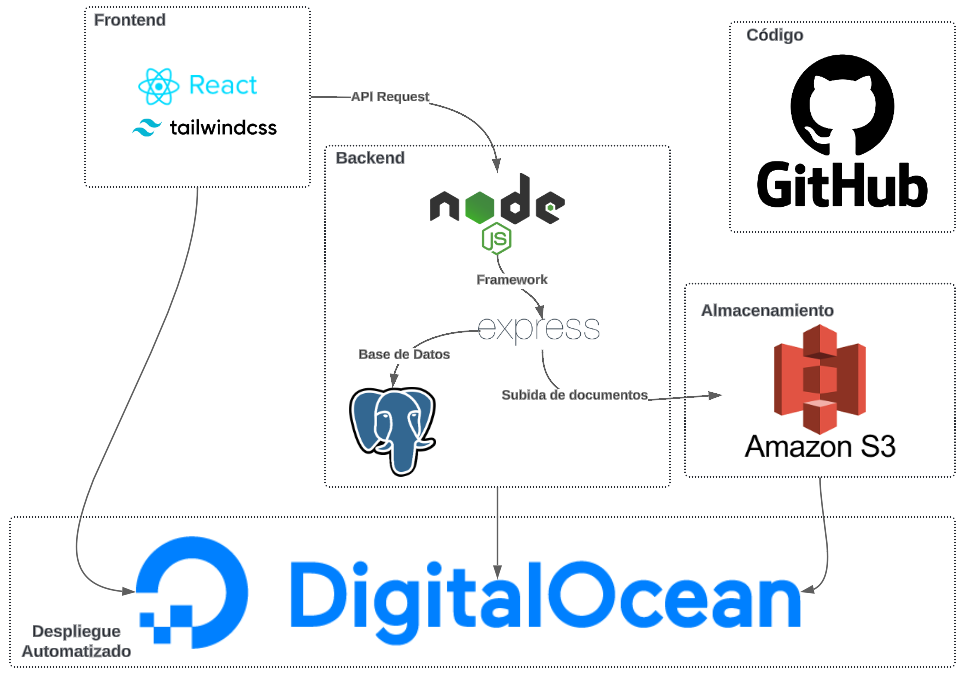 Frontend
React
tailwindcss
API Request
Código
GitHub
Backend
node
JS
Framework
express
Base de Datos
Subida de documentos
Almacenamiento
Amazon S3
DigitalOcean
Despliegue
Automatizado